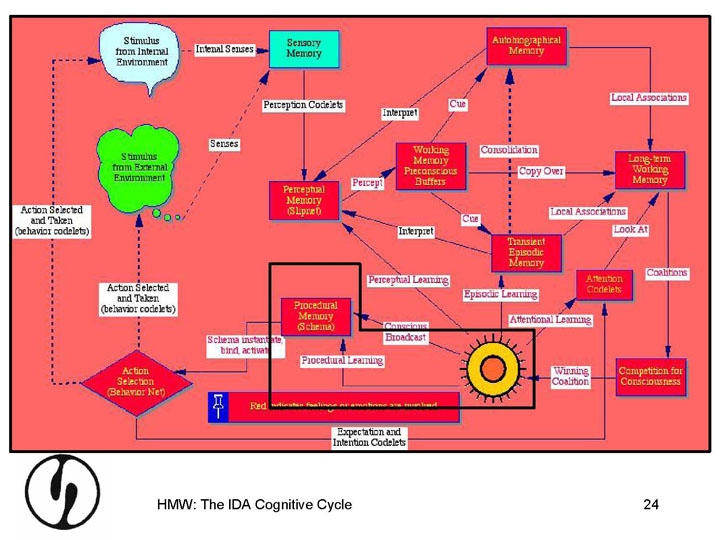 Stimulus
from Internal
Environment
Intenal Senses
Sensory
Memory
Autobiographical
Memory
Perception Codelets
Interpret
Cue
Local Associations
Stimulus
from External
Environment
Senses
Working
Memory
Preconscious
Buffers
Consolidation
Copy Over
Long-term
Working
Memory
Perceptual
Memory
(Slipnet)
Percept
Cue
Local Associations
Action Selected
and Taken
(behavior codelets)
Interpret
Look At
Transient
Episodic
Memory
Perceptual Learning
Attention
Codelets
Coalitions
Action Selected
and Taken
(behavior codelets)
Episodic Learning
Procedural
Memory
(Schema)
Conscious
Broadcast
Attentional Learning
Schema instantiate,
bind, activate
Procedural Learning
Action
Selection
(Behavior Net)
Winning
Coalition
Competition for
Consciousness
Red indicates feelings or emotions are involved
Expectation and
Intention Codelets
HMW: The IDA Cognitive Cycle
24